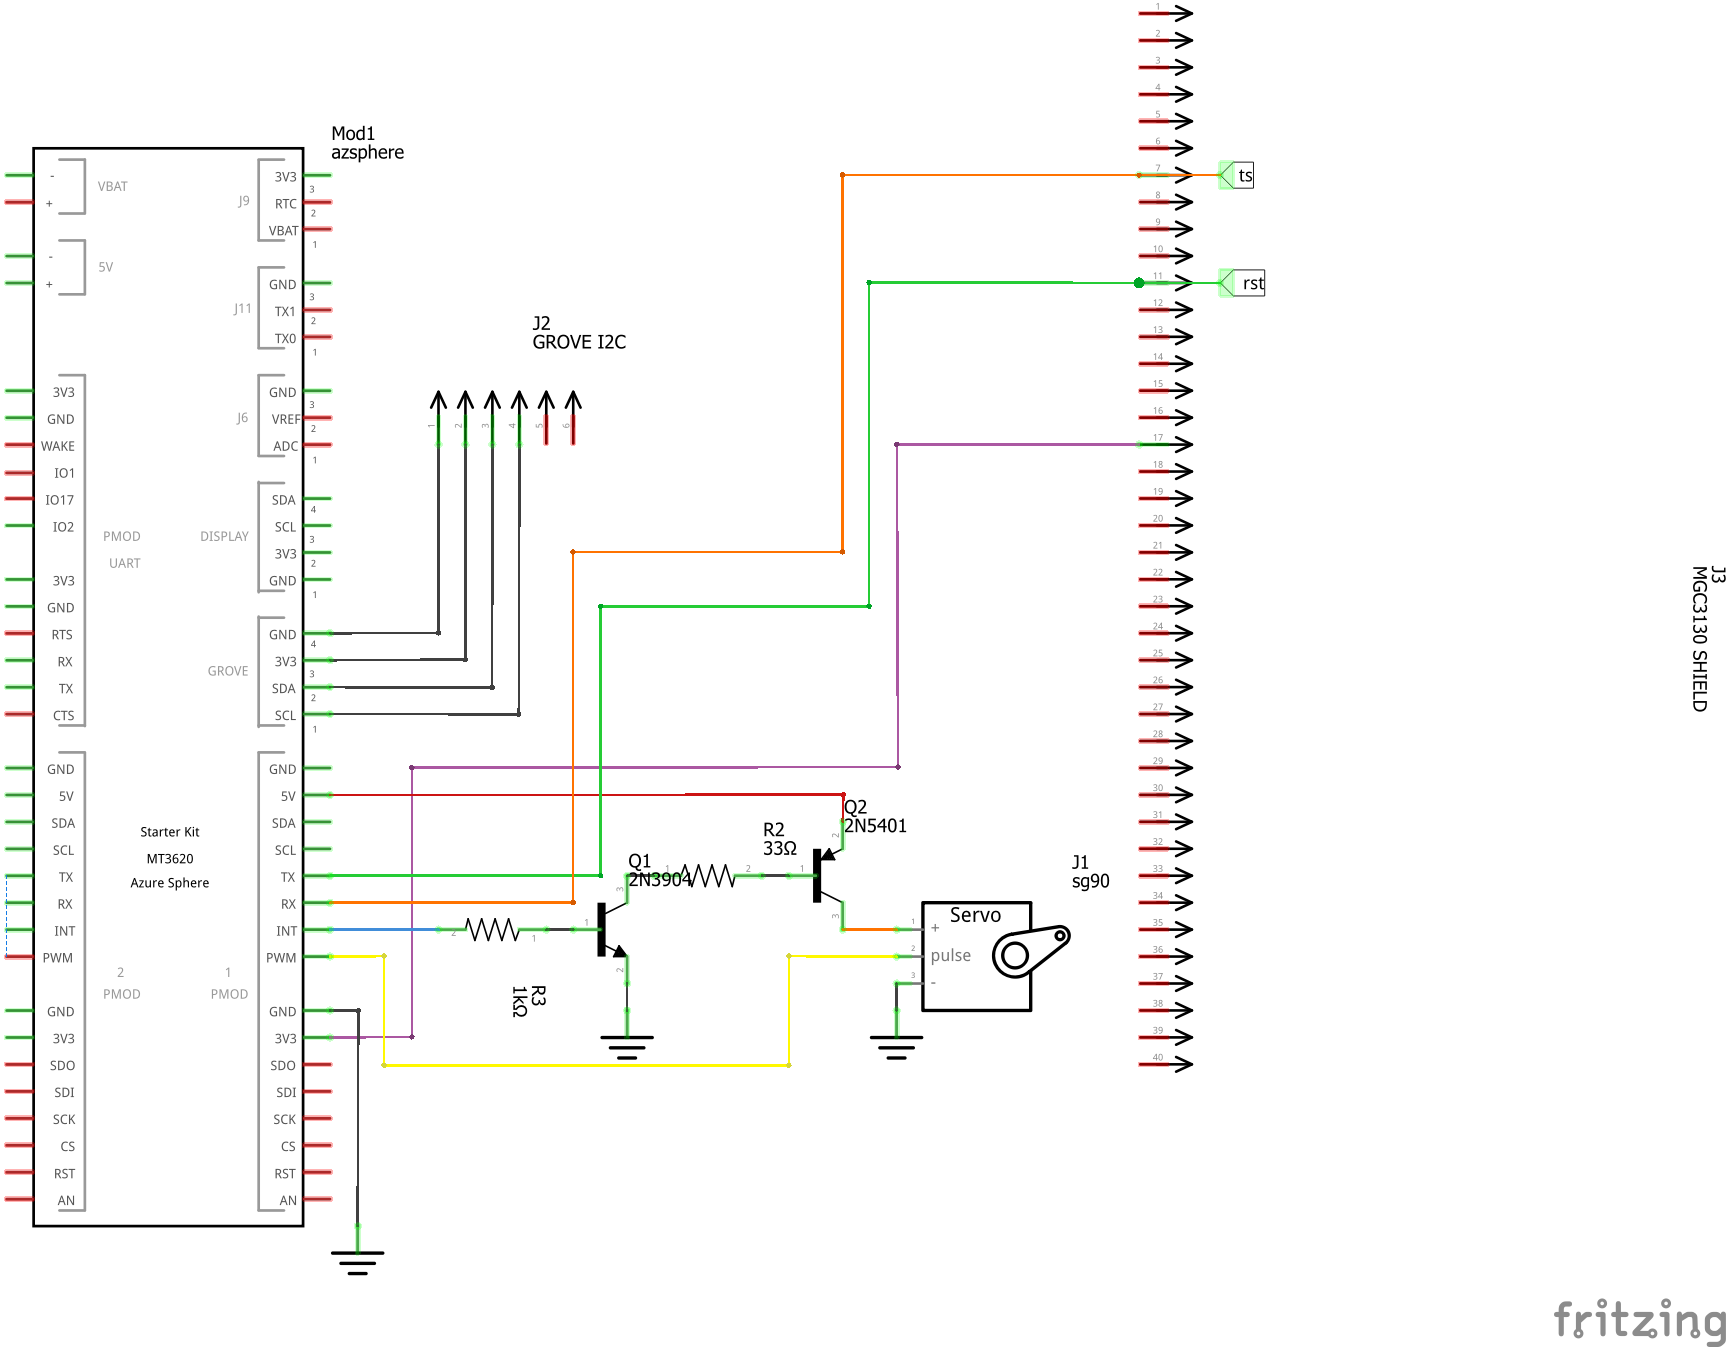 Mod1
azsphere
-
+
VBAT
-
+
5V
3V3
GND
WAKE
IO1
IO17
IO2
3V3
GND
RTS
RX
TX
CTS
PMOD
UART
GND
5V
SDA
SCL
TX
RX
INT
PWM
GND
3V3
SDO
SDI
SCK
CS
RST
AN
2
PMOD
Starter Kit
MT3620
Azure Sphere
J9
3V3
3
RTC
2
VBAT
1
J11
GND
3
TX1
2
TX0
1
J6
GND
3
VREF
2
ADC
1
DISPLAY
SDA
4
SCL
3
3V3
2
GND
1
GROVE
GND
4
3V3
3
SDA
2
SCL
1
1
PMOD
GND
5V
SDA
SCL
TX
RX
INT
PWM
GND
3V3
SDO
SDI
SCK
CS
RST
AN
J2
GROVE I2C
1
2
3
4
5
6
Q1
2N3904
1
2
3
R2
33Ω
1
2
Q2
2N5401
1
2
3
R3
1kΩ
2
1
J1
sg90
Servo
1
+
2
pulse
3
-
1
2
3
4
5
6
7
8
9
10
11
12
13
14
15
16
17
18
19
20
21
22
23
24
25
26
27
28
29
30
31
32
33
34
35
36
37
38
39
40
ts
rst
J3
MGC3130 SHIELD
fritzing